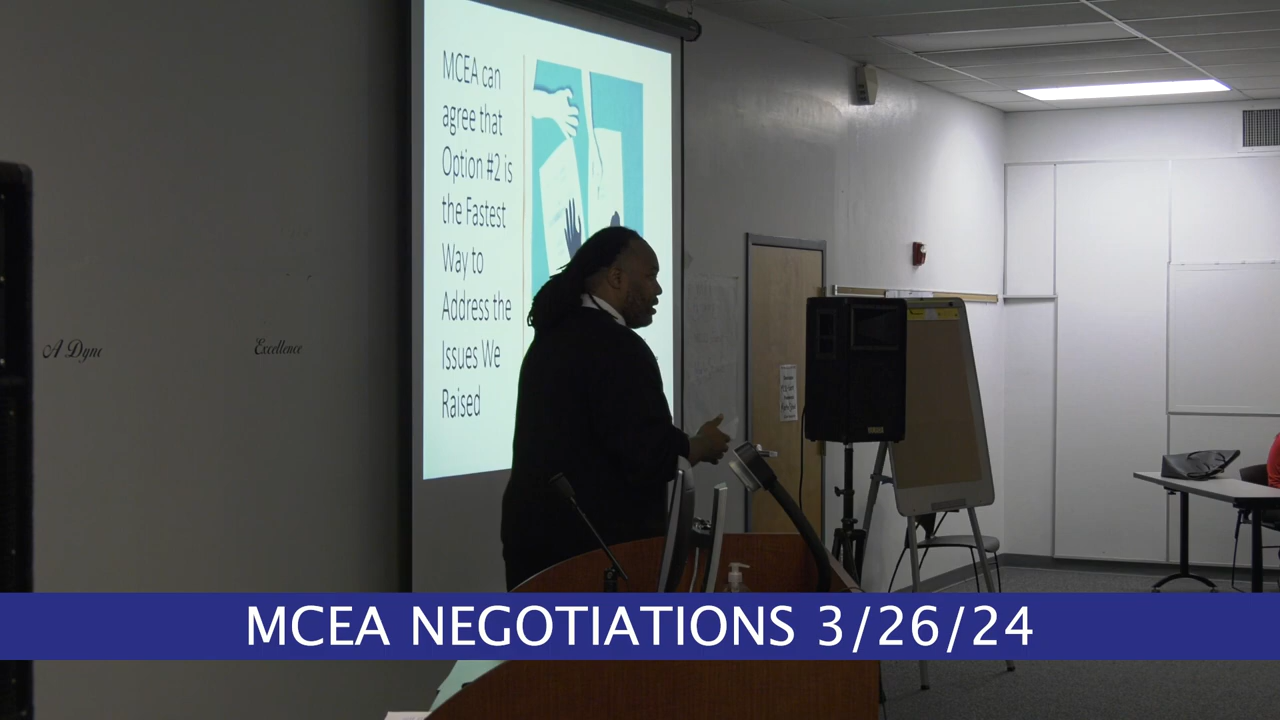 MCEA can
agree that
Option #2 is
the Fastest
Way to
Address the
Issues We
Raised
A Dync
Excellence
MCEA NEGOTIATIONS 3/26/24